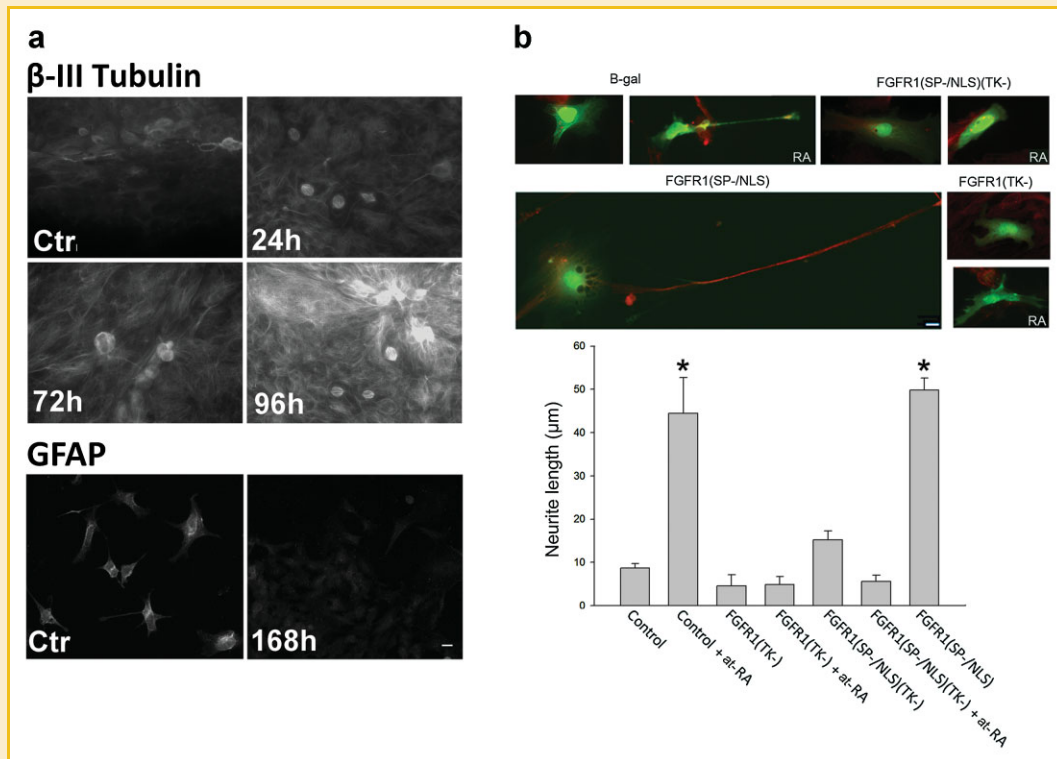 a
β-III Tubulin
Ctr
24h
72h
96h
GFAP
Ctr
168h
b
B-gal
FGFR1(SP-/NLS)(TK-)
RA
RA
FGFR1(SP-/NLS)
FGFR1(TK-)
RA
Neurite length (μm)
60
50
40
30
20
10
0
*
*
Control
Control + at-RA
FGFR1(TK-)
FGFR1(TK-) + at-RA
FGFR1(SP-/NLS)(TK-)
FGFR1(SP-/NLS)(TK-) + at-RA
FGFR1(SP-/NLS)